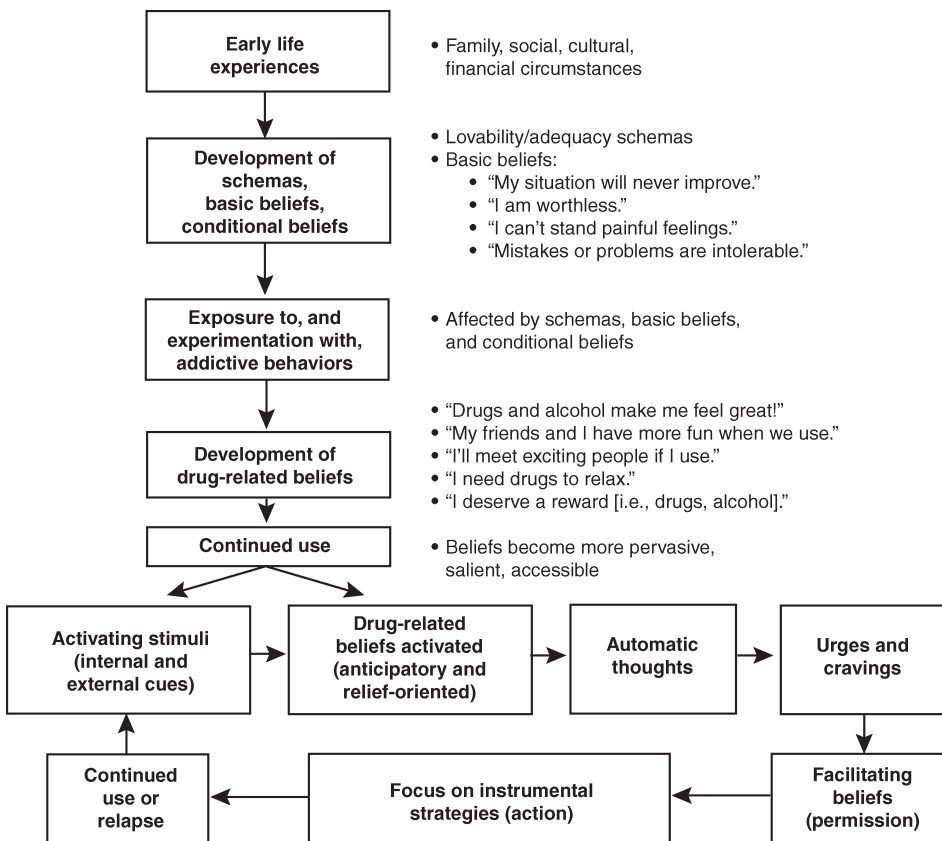 Early life
experiences
• Family, social, cultural,
financial circumstances
Development of
schemas,
basic beliefs,
conditional beliefs
• Lovability/adequacy schemas
• Basic beliefs:
• “My situation will never improve.”
• “I am worthless.”
• “I can’t stand painful feelings.”
• “Mistakes or problems are intolerable.”
Exposure to, and
experimentation with,
addictive behaviors
• Affected by schemas, basic beliefs,
and conditional beliefs
Development of
drug-related beliefs
• “Drugs and alcohol make me feel great!”
• “My friends and I have more fun when we use.”
• “I’ll meet exciting people if I use.”
• “I need drugs to relax.”
• “I deserve a reward [i.e., drugs, alcohol].”
Continued use
• Beliefs become more pervasive,
salient, accessible
Activating stimuli
(internal and
external cues)
Drug-related
beliefs activated
(anticipatory and
relief-oriented)
Automatic
thoughts
Urges and
cravings
Facilitating
beliefs
(permission)
Focus on instrumental
strategies (action)
Continued
use or
relapse